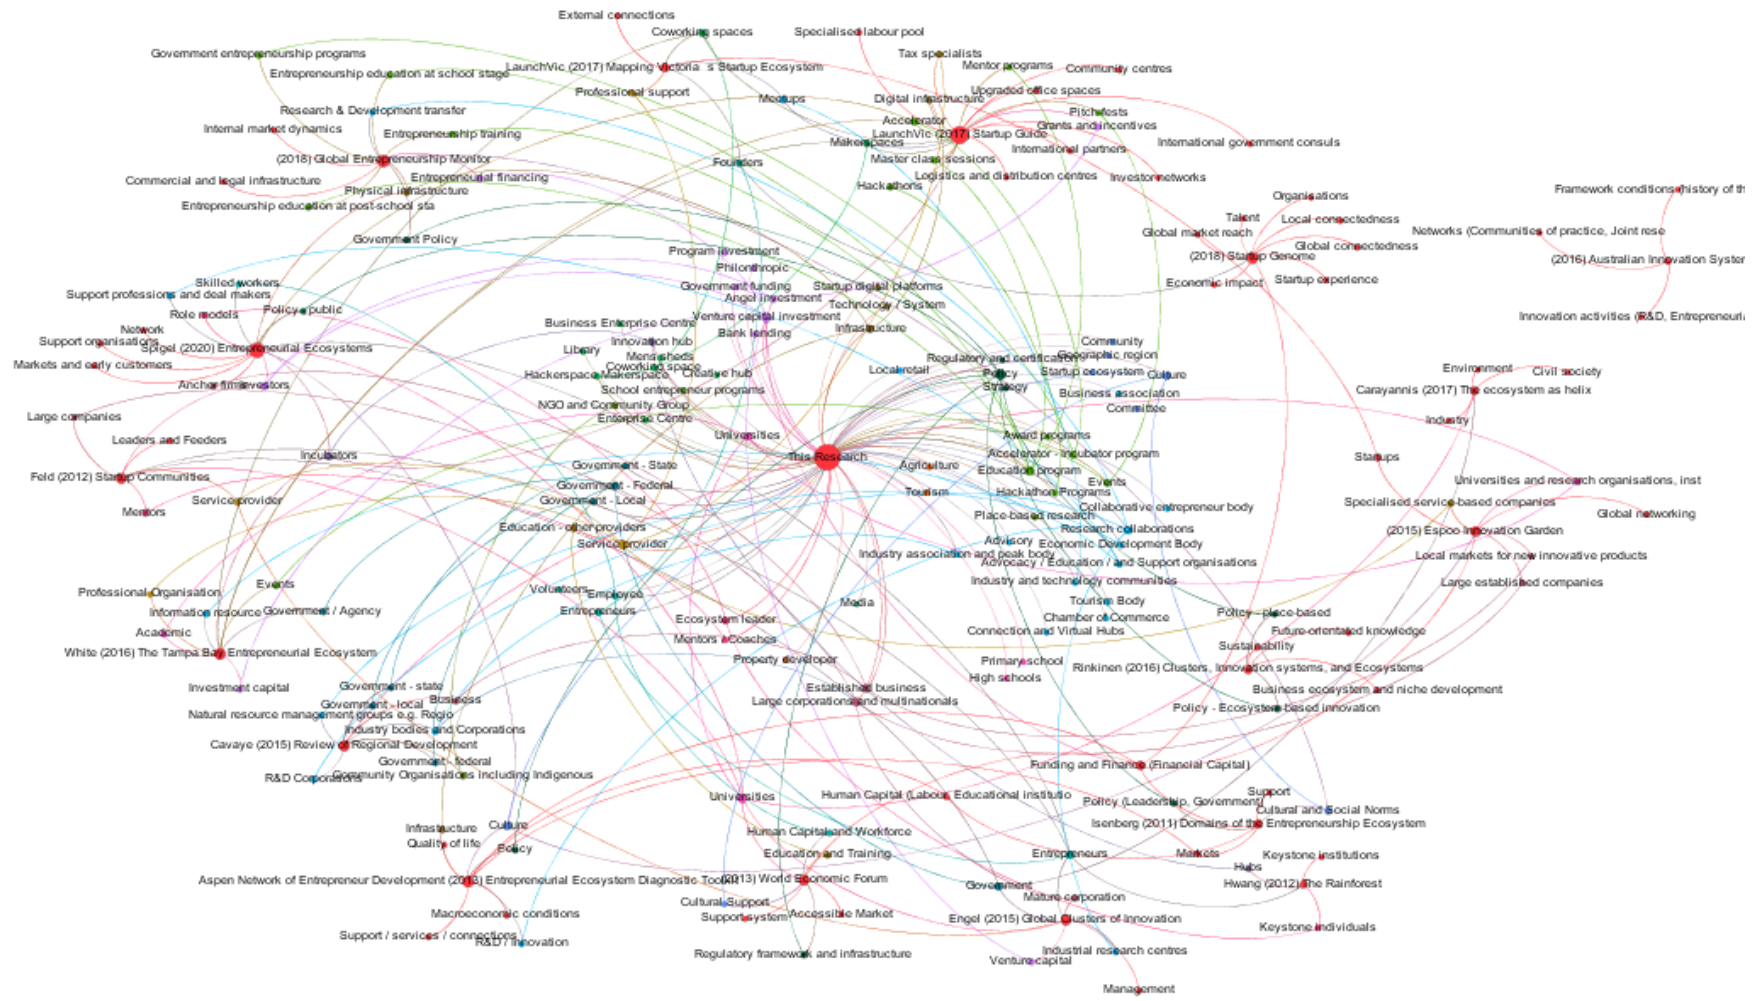 External connections
Coworking spaces
Specialised labour pool
Government entrepreneurship programs
Tax specialists
Entrepreneurship education at school stage
LaunchVic (2017) Mapping Victoria s Startup Ecosystem
Mentor programs
Community centres
Professional support
Meetups
Digital infrastructure
Upgraded office spaces
Research & Development transfer
Pitch-fests
Internal market dynamics
Entrepreneurship training
Accelerator
Grants and incentives
LaunchVic (2017) Startup Guide
Makerspaces
International government consuls
International partners
(2018) Global Entrepreneurship Monitor
Founders
Master class sessions
Commercial and legal infrastructure
Entrepreneurial financing
Logistics and distribution centres
Investor networks
Physical infrastructure
Hackathons
Framework conditions (history of th
Entrepreneurship education at post-school sta
Organisations
Talent
Local connectedness
Government Policy
Global market reach
Networks (Communities of practice, Joint rese
Program investment
Global connectedness
(2018) Startup Genome
(2016) Australian Innovation System
Philanthropic
Skilled workers
Government funding
Startup digital platforms
Economic impact
Startup experience
Support professions and deal makers
Angel investment
Technology / System
Role models
Policy - public
Venture capital investment
Innovation activities (R&D, Entrepreneuria
Business Enterprise Centre
Network
Bank lending
Infrastructure
Support organisations
Spigel (2020) Entrepreneurial Ecosystems
Innovation hub
Community
Library
Mens sheds
Regulatory and certification
Geographic region
Markets and early customers
Coworking space
Hackerspace Makerspace
Creative hub
Local retail
Policy
Startup ecosystem
Culture
Environment
Civil society
Anchor firms
investors
School entrepreneur programs
Strategy
Business association
Carayannis (2017) The ecosystem as helix
NGO and Community Group
Committee
Large companies
Enterprise Centre
Industry
Leaders and Feeders
Universities
Award programs
Incubators
This Research
Accelerator - Incubator program
Startups
Government - State
Agriculture
Education program
Feld (2012) Startup Communities
Government - Federal
Events
Universities and research organisations, inst
Service provider
Government - Local
Tourism
Hackathon Programs
Specialised service-based companies
Mentors
Collaborative entrepreneur body
Global networking
Place-based research
Education - other providers
Research collaborations
(2015) Espoo Innovation Garden
Service provider
Advisory
Economic Development Body
Industry association and peak body
Local markets for new innovative products
Advocacy / Education / and Support organisations
Events
Industry and technology communities
Large established companies
Professional Organisation
Volunteers
Employee
Media
Tourism Body
Information resource
Government / Agency
Entrepreneurs
Policy - place-based
Ecosystem leader
Chamber of Commerce
Academic
Mentors / Coaches
Connection and Virtual Hubs
Future-orientated knowledge
Sustainability
White (2016) The Tampa Bay Entrepreneurial Ecosystem
Property developer
Primary school
Rinkinen (2016) Clusters, Innovation systems, and Ecosystems
High schools
Investment capital
Government - state
Established business
Business ecosystem and niche development
Business
Large corporations and multinationals
Government - local
Policy - Ecosystem based innovation
Natural resource management groups e.g. Regio
Industry bodies and Corporations
Cavaye (2015) Review of Regional Development
Government - federal
Funding and Finance (Financial Capital)
R&D Corporations
Community Organisations including Indigenous
Universities
Human Capital (Labour, Educational institutio
Support
Policy (Leadership, Government)
Cultural and Social Norms
Infrastructure
Culture
Human Capital and Workforce
Isenberg (2011) Domains of the Entrepreneurship Ecosystem
Quality of life
Policy
Education and Training
Entrepreneurs
Markets
Keystone institutions
Hubs
Aspen Network of Entrepreneur Development (2013) Entrepreneurial Ecosystem Diagnostic Toolkit
(2013) World Economic Forum
Government
Hwang (2012) The Rainforest
Mature corporation
Cultural Support
Macroeconomic conditions
Support system
Accessible Market
Engel (2015) Global Clusters of Innovation
Keystone individuals
Support / services / connections
R&D / Innovation
Regulatory framework and infrastructure
Industrial research centres
Venture capital
Management